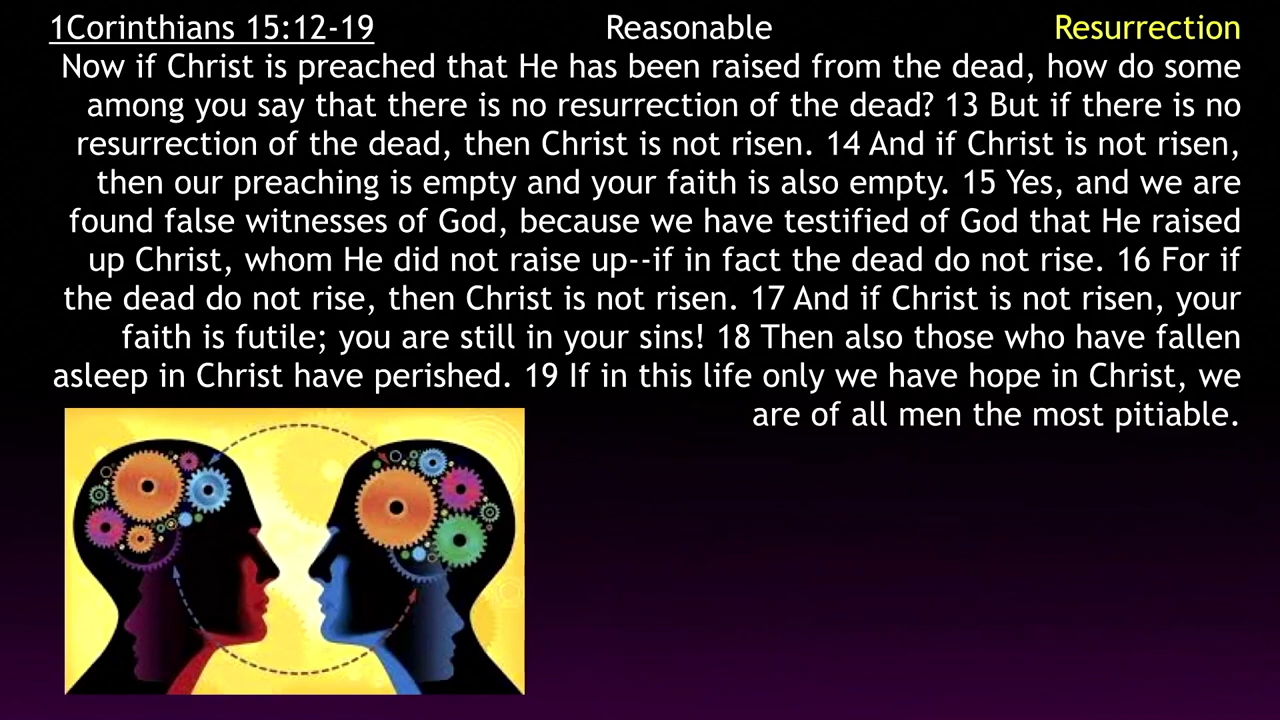 1Corinthians 15:12-19 Reasonable Resurrection
Now if Christ is preached that He has been raised from the dead, how do some
among you say that there is no resurrection of the dead? 13 But if there is no
resurrection of the dead, then Christ is not risen. 14 And if Christ is not risen,
then our preaching is empty and your faith is also empty. 15 Yes, and we are
found false witnesses of God, because we have testified of God that He raised
up Christ, whom He did not raise up--if in fact the dead do not rise. 16 For if
the dead do not rise, then Christ is not risen. 17 And if Christ is not risen, your
faith is futile; you are still in your sins! 18 Then also those who have fallen
asleep in Christ have perished. 19 If in this life only we have hope in Christ, we
are of all men the most pitiable.